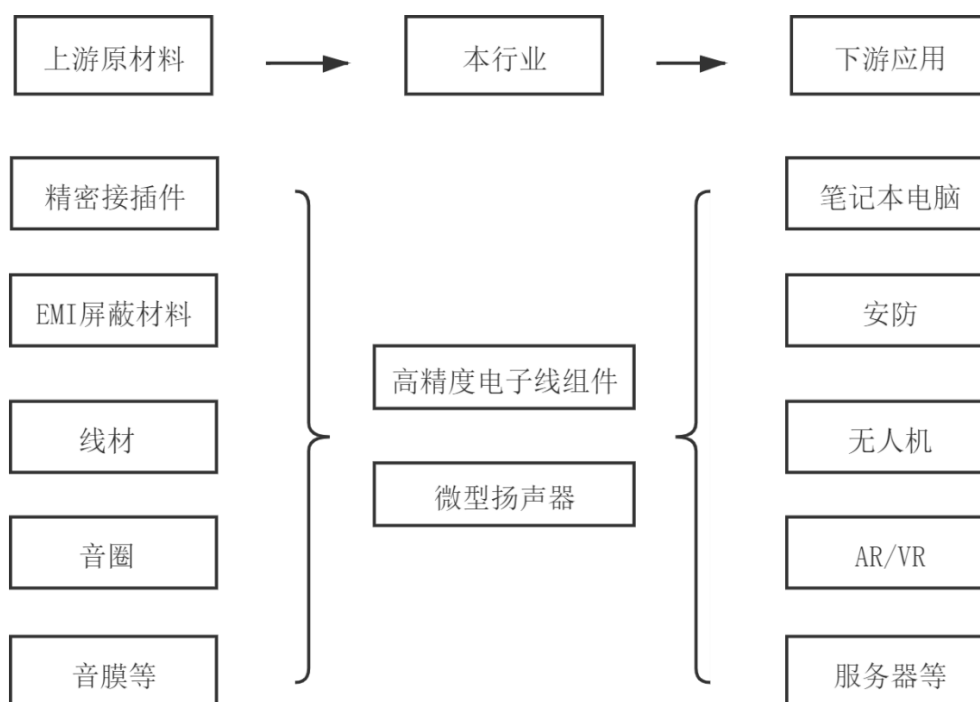 上游原材料
本行业
下游应用
精密接插件
EMI屏蔽材料
线材
音圈
音膜等
高精度电子线组件
微型扬声器
笔记本电脑
安防
无人机
AR/VR
服务器等